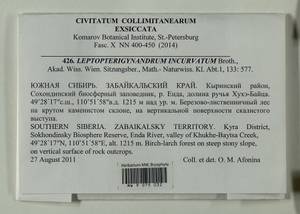 CIVITATUM COLLIMITANEARUM
EXSICCATA
Komarov Botanical Institute, St.-Petersburg
Fasc. X NN 400-450 (2014)
426. LEPTOPTERIGYNANDRUM INCURVATUM Broth.,
Akad. Wiss. Wien. Sitzungsber., Math.- Naturwiss. Kl. Abt.1, 133: 577.
ЮЖНАЯ СИБИРЬ. ЗАБАЙКАЛЬСКИЙ КРАЙ. Кыринский район,
Сохондинский биосферный заповедник, р. Енда, долина ручья Хухэ-Байца.
49°28´17"с.ш., 110°51´58"в.д. 1215 м над ур. м. Березово-лиственничный лес
на крутом каменистом склоне, на вертикальной поверхности скалистого
выступа.
SOUTHERN SIBERIA. ZABAIKALSKY TERRITORY. Kyra District,
Sokhondinsky Biosphere Reserve, Enda River, valley of Khukhe-Baytsa Creek,
49°28´17"N, 110°51´58"E, alt. 1215 m. Birch-larch forest on steep stony slope,
on vertical surface of rock outcrops.
27 August 2011 Coll. et det. O. M. Afonina
Herbarium MW, Bryophyte